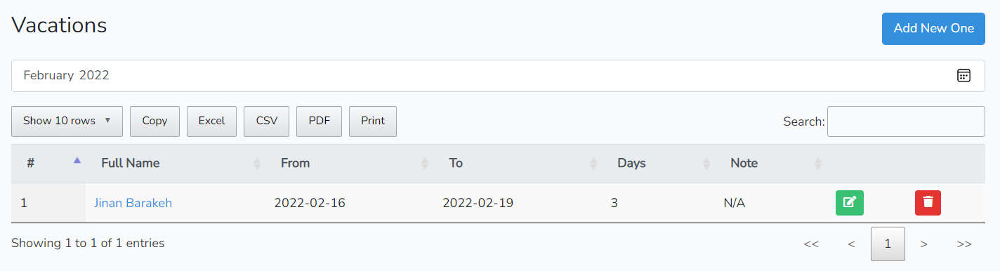 Vacations
Add New One
February 2022
Show 10 rows ▼ Copy Excel CSV PDF Print Search:
# Full Name From To Days Note
1 Jinan Barakeh 2022-02-16 2022-02-19 3 N/A
Showing 1 to 1 of 1 entries << < 1 > >>